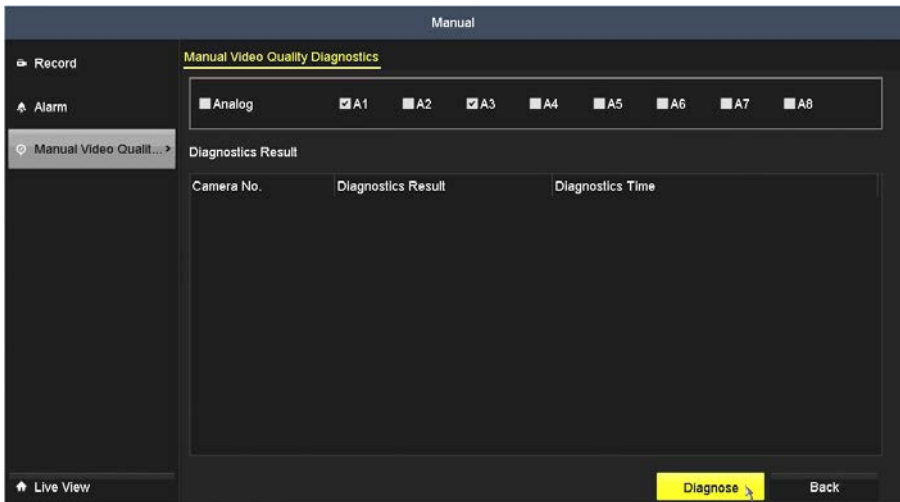 Manual
Record
Alarm
Manual Video Qualit...
Live View
Manual Video Quality Diagnostics
Analog A1 A2 A3 A4 A5 A6 A7 A8
Diagnostics Result
Camera No. Diagnostics Result Diagnostics Time
Diagnose Back